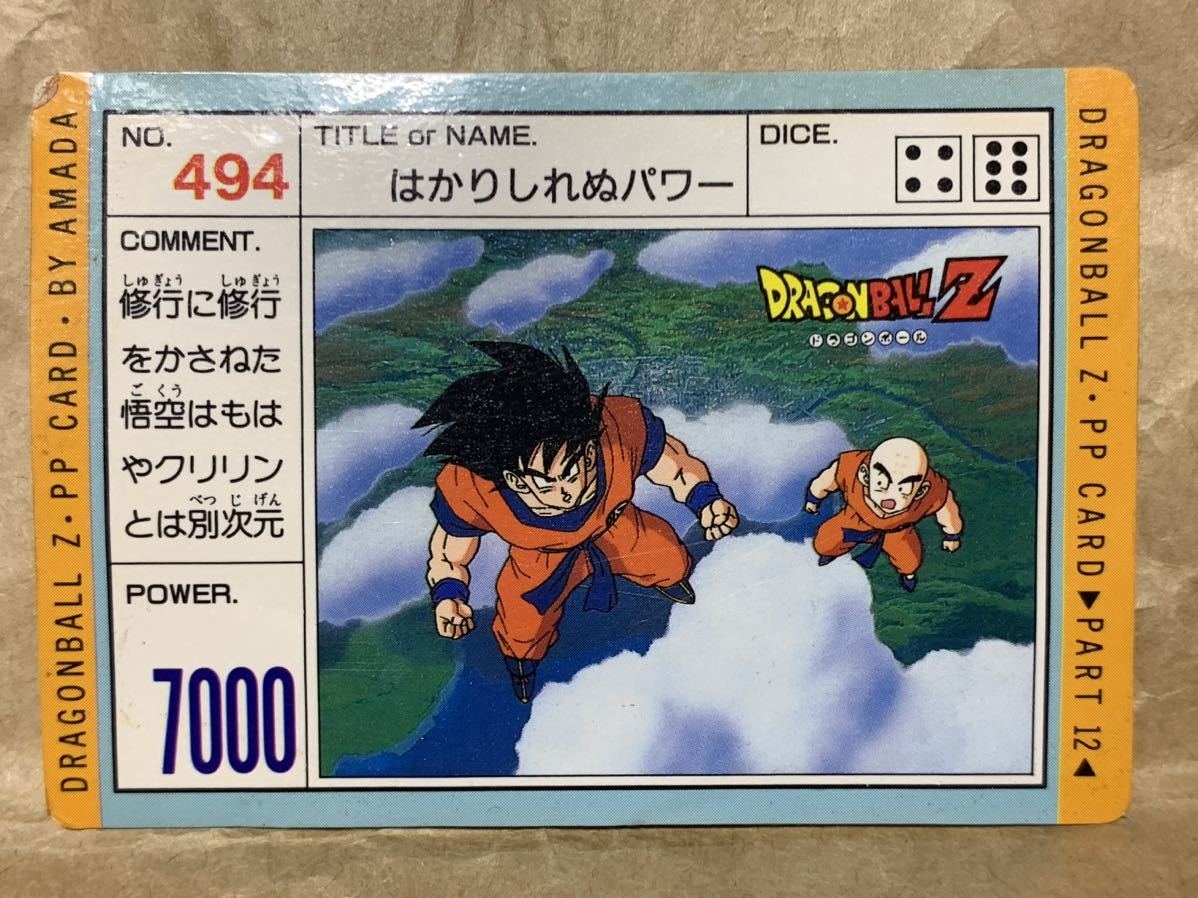 DRAGONBALL Z・PP CARD・BY AMADA
NO.
494
TITLE or NAME.
はかりしれぬパワー
DICE.
COMMENT.
しゅぎょう しゅぎょう
修行に修行
をかさねた
ごくう
悟空はもは
やクリリン
べつじげん
とは別次元
POWER.
7000
DRAGONBALL Z
ドラゴンボール
DRAGONBALL Z・PP CARD▶PART 12◀